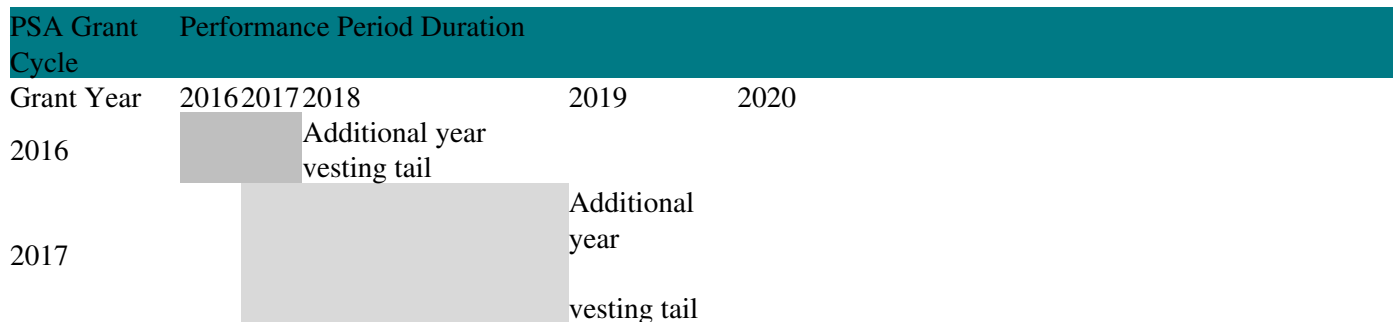 PSA Grant Performance Period Duration
Cycle
Grant Year 2016 2017 2018 2019 2020
2016 Additional year
vesting tail
2017 Additional
year
vesting tail